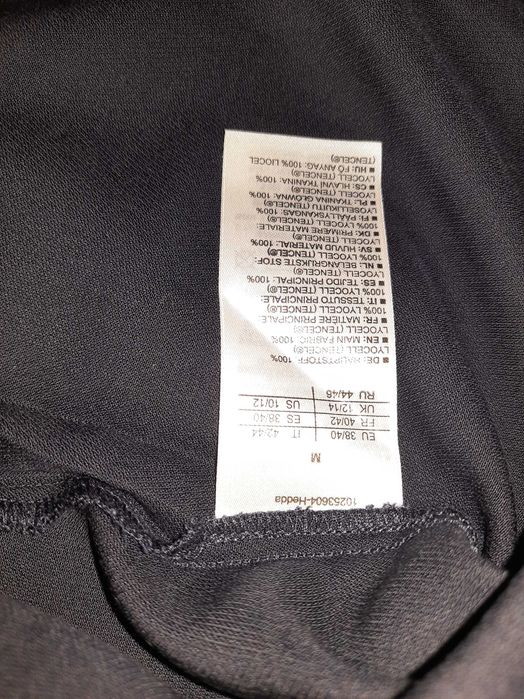 10253604-Hedda
M
EU 38/40 IT 42/44
FR 40/42 ES 38/40
UK 12/14 US 10/12
RU 44/46
■ DE: HAUPTSTOFF: 100%
LYOCELL (TENCEL®)
■ EN: MAIN FABRIC: 100%
LYOCELL (TENCEL®)
■ FR: MATIÈRE PRINCIPALE:
100% LYOCELL (TENCEL®)
■ IT: TESSUTO PRINCIPALE:
100% LYOCELL (TENCEL®)
■ ES: TEJIDO PRINCIPAL: 100%
LYOCELL (TENCEL®)
■ NL: BELANGRIJKSTE STOF:
100% LYOCELL (TENCEL®)
■ SV: HUVUD MATERIAL: 100%
LYOCELL (TENCEL®)
■ DK: PRIMÆRE MATERIALE:
100% LYOCELL (TENCEL®)
■ FI: PÄÄLLYSKANGAS: 100%
LYOSELLIKUITU (TENCEL®)
■ PL: TKANINA GŁÓWNA: 100%
LYOCELL (TENCEL®)
■ CS: HLAVNÍ TKANINA: 100%
LYOCELL (TENCEL®)
■ HU: FŐ ANYAG: 100% LIOCEL
(TENCEL®)